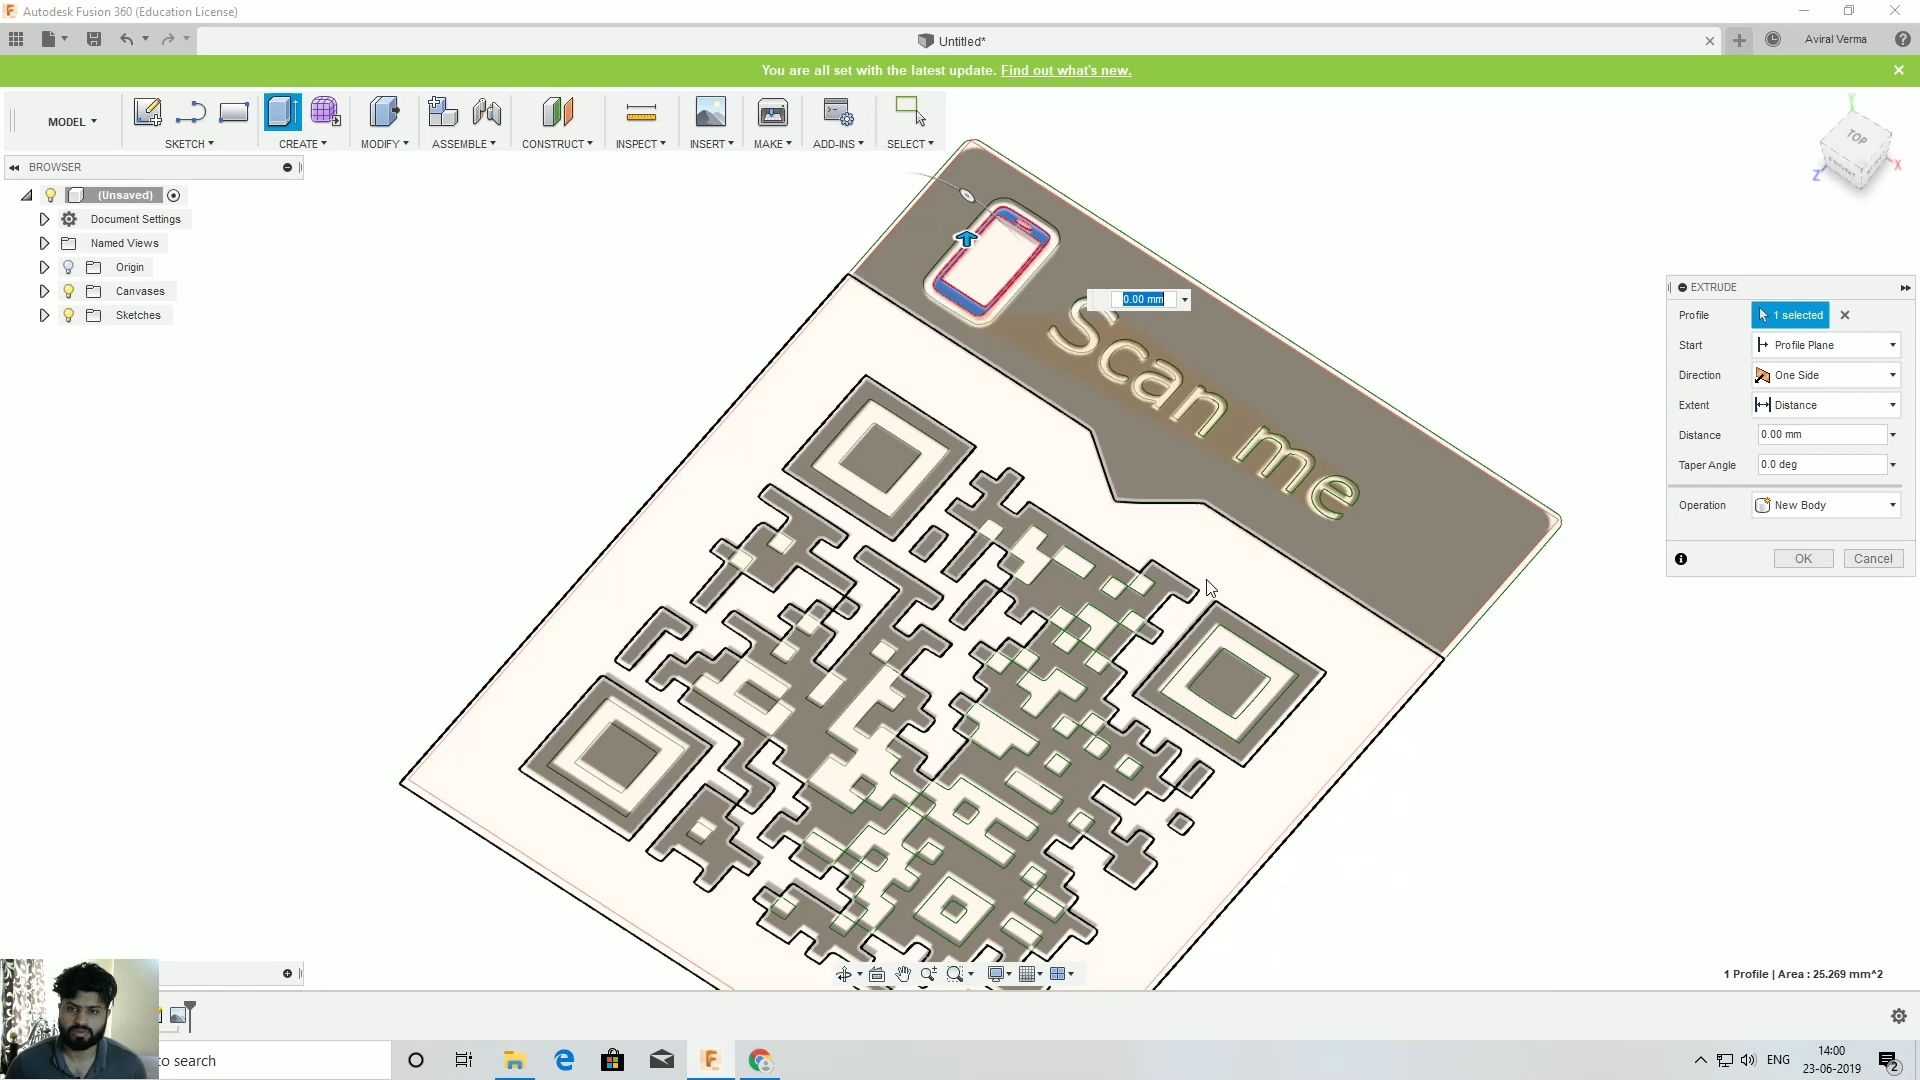 Autodesk Fusion 360 (Education License)
Untitled*
Aviral Verma
You are all set with the latest update. Find out what's new.
MODEL
SKETCH
CREATE
MODIFY
ASSEMBLE
CONSTRUCT
INSPECT
INSERT
MAKE
ADD-INS
SELECT
BROWSER
(Unsaved)
Document Settings
Named Views
Origin
Canvases
Sketches
TOP
FRONT
X
Y
Z
Scan me
0.00 mm
EXTRUDE
Profile 1 selected
Start Profile Plane
Direction One Side
Extent Distance
Distance 0.00 mm
Taper Angle 0.0 deg
Operation New Body
OK Cancel
1 Profile | Area : 25.269 mm^2
to search
ENG
14:00
23-06-2019
2